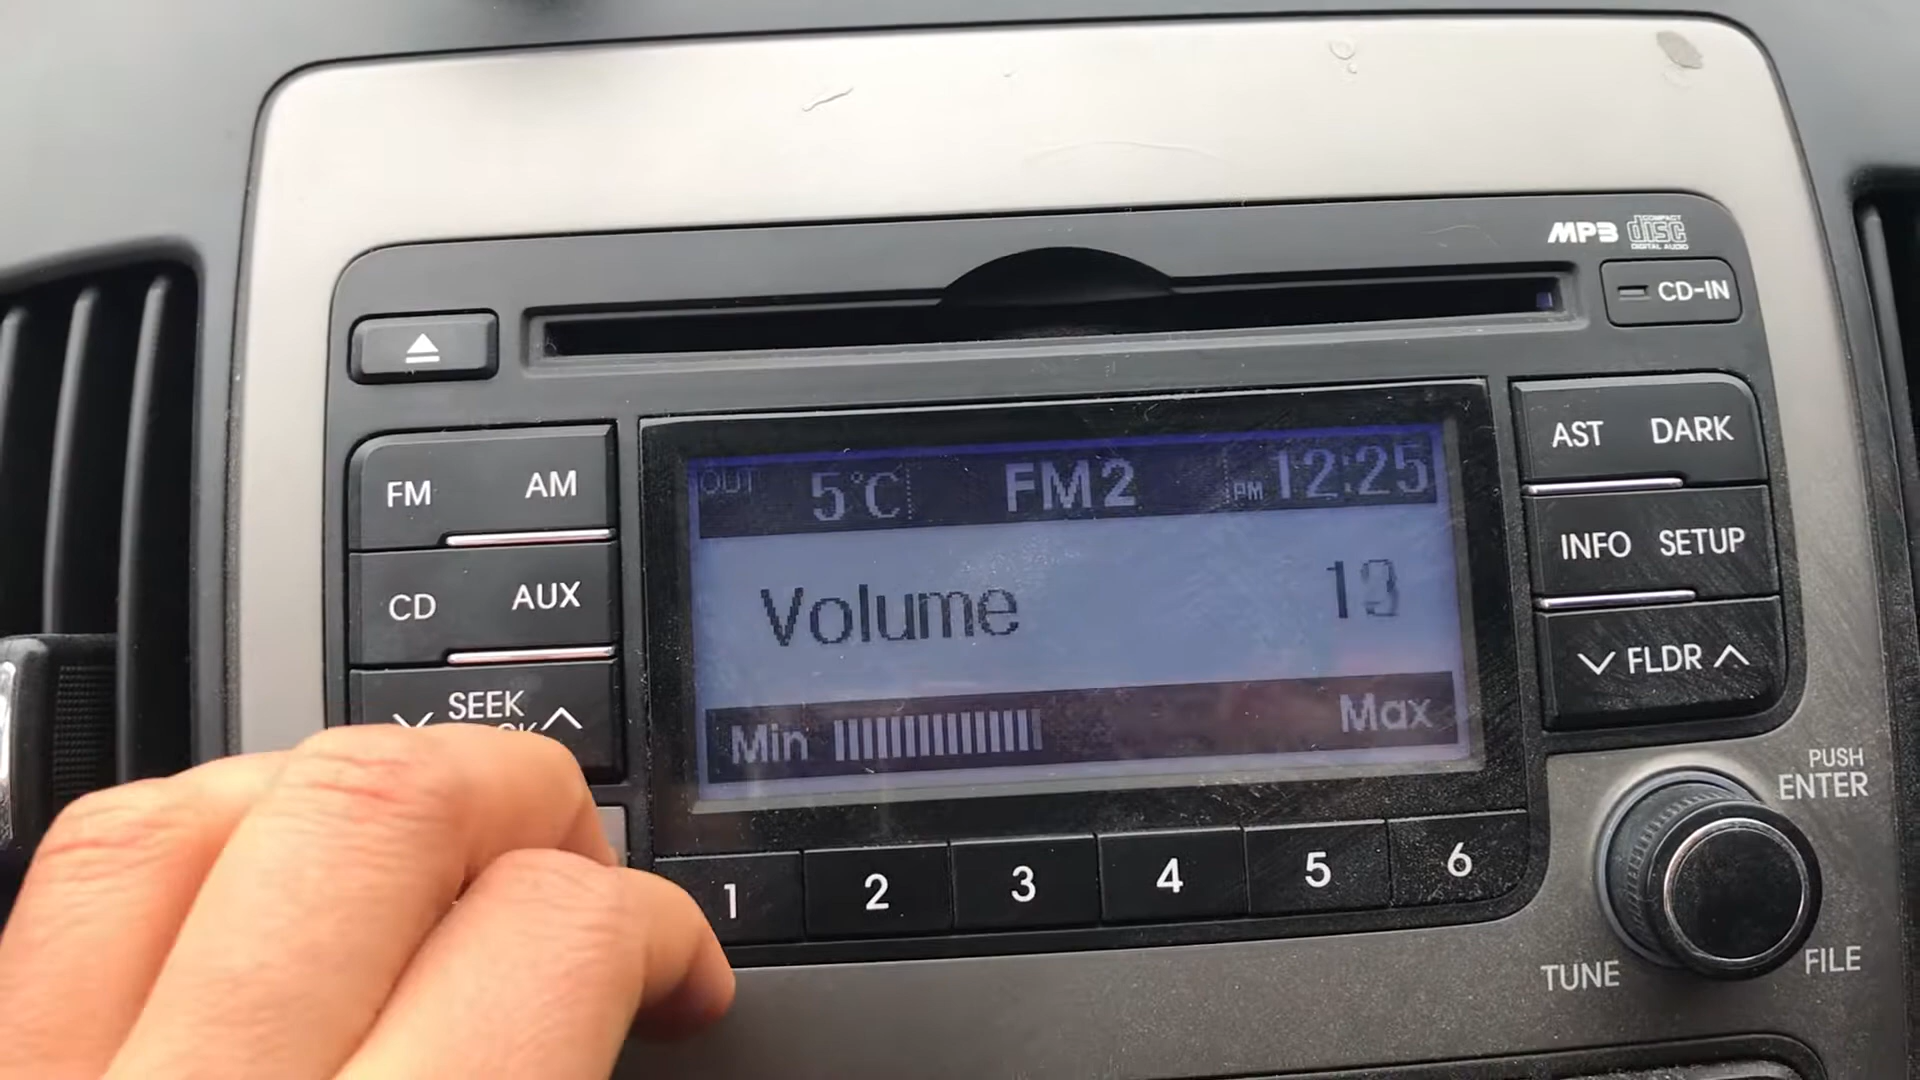 MP3 COMPACT disc DIGITAL AUDIO
CD-IN
FM AM
CD AUX
SEEK
OUT 5°C FM2 PM 12:25
Volume 13
Min Max
AST DARK
INFO SETUP
FLDR
1 2 3 4 5 6
PUSH
ENTER
TUNE FILE